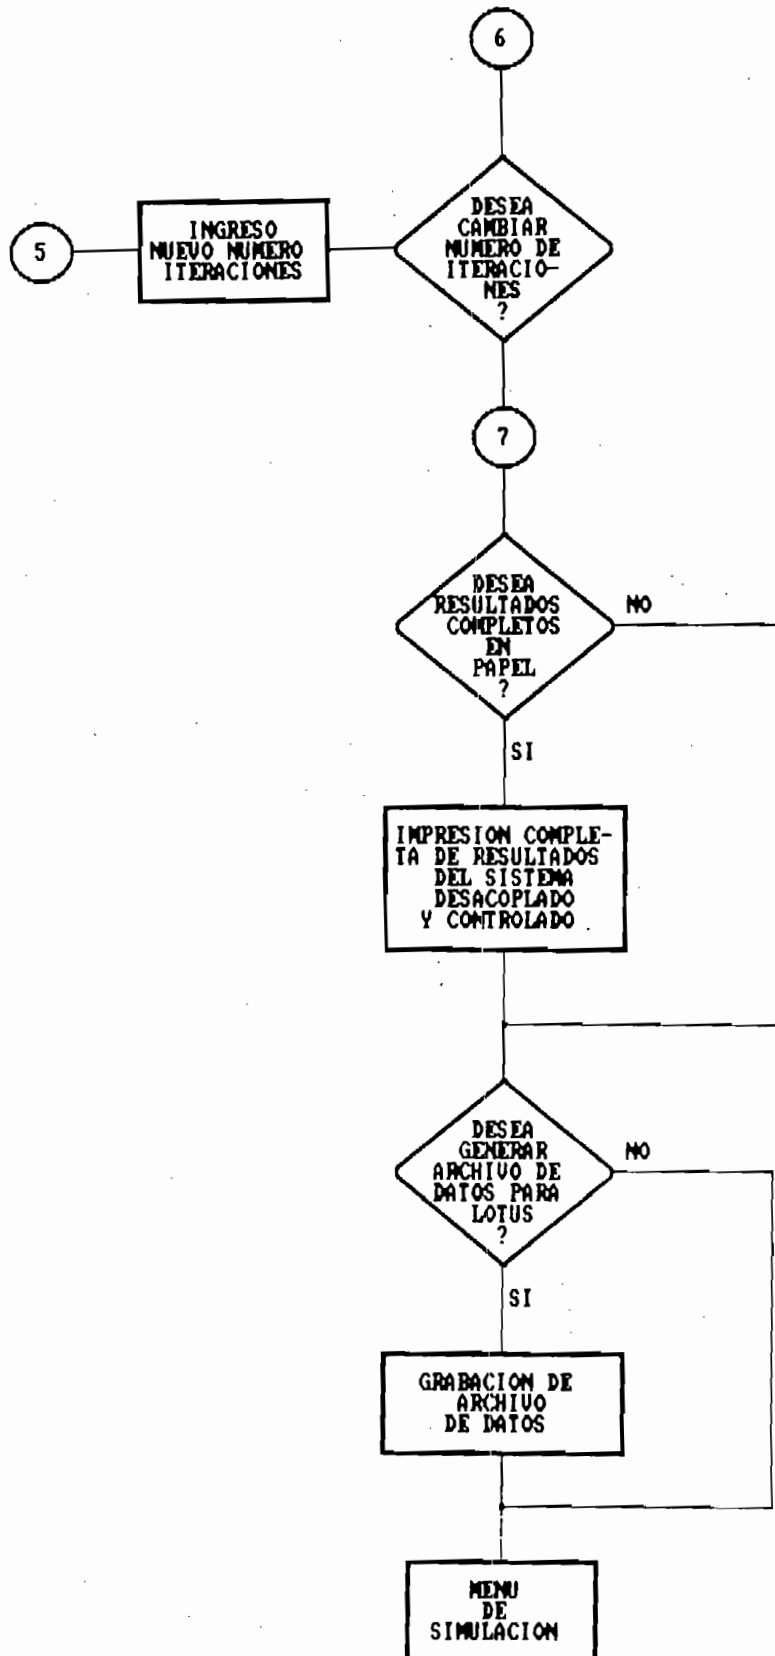 6
DESEA
CAMBIAR
NUMERO DE
ITERACIO-
NES
?
INGRESO
NUEVO NUMERO
ITERACIONES
5
7
DESEA
RESULTADOS
COMPLETOS
EN
PAPEL
?
NO
SI
IMPRESION COMPLE-
TA DE RESULTADOS
DEL SISTEMA
DESACOPLADO
Y CONTROLADO
DESEA
GENERAR
ARCHIVO DE
DATOS PARA
LOTUS
?
NO
SI
GRABACION DE
ARCHIVO
DE DATOS
MENU
DE
SIMULACION